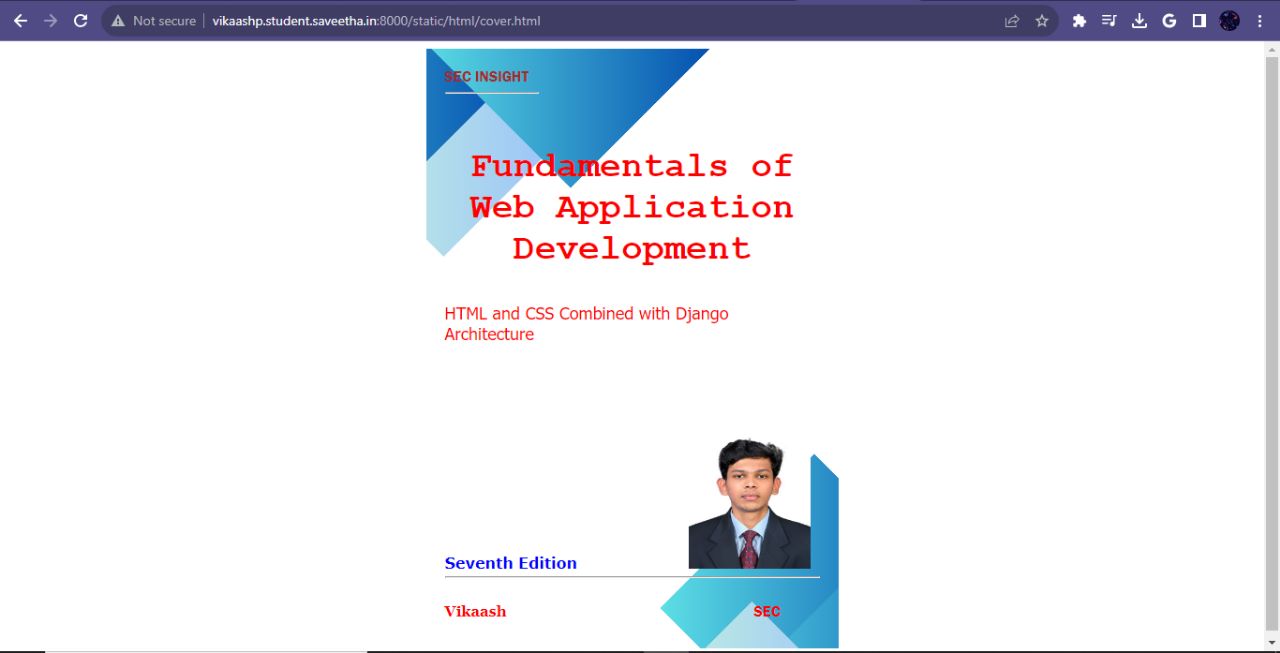 Not secure
vikaashp.student.saveetha.in:8000/static/html/cover.html
SEC INSIGHT
Fundamentals of
Web Application
Development
HTML and CSS Combined with Django
Architecture
Seventh Edition
Vikaash
SEC